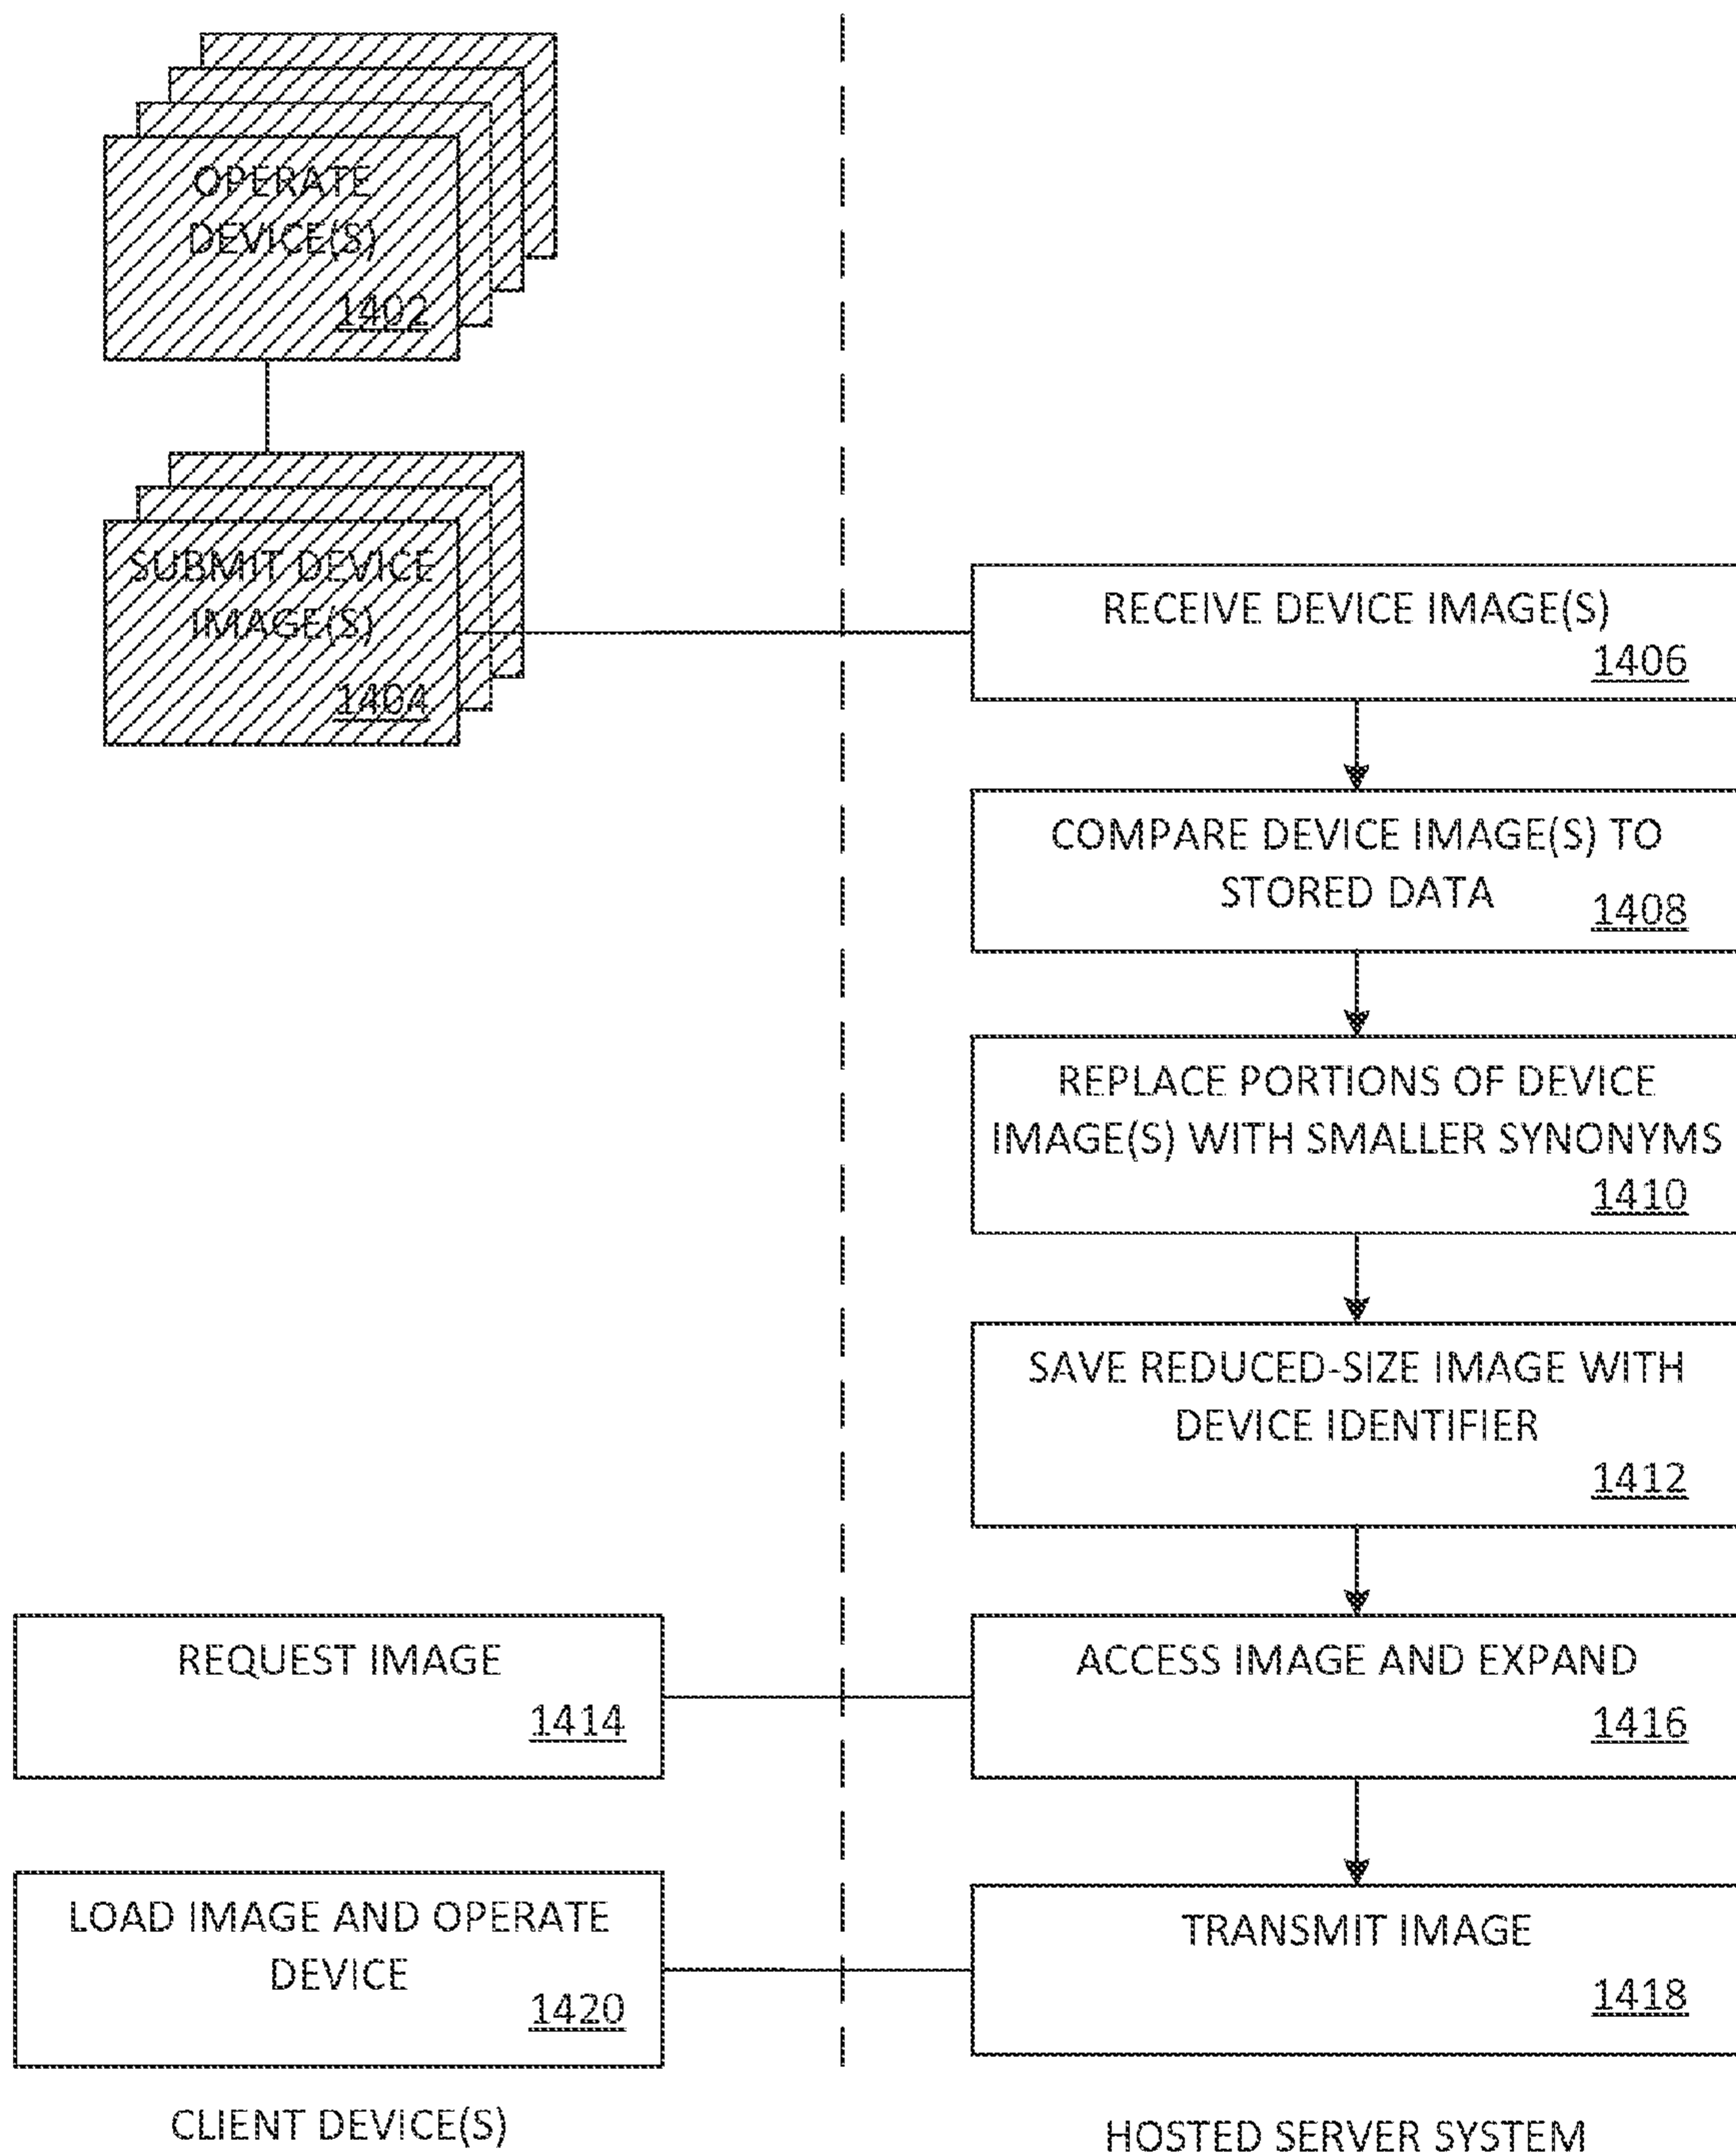 OPERATE
DEVICE(S)
1402
SUBMIT DEVICE
IMAGE(S)
1404
RECEIVE DEVICE IMAGE(S)
1406
COMPARE DEVICE IMAGE(S) TO
STORED DATA
1408
REPLACE PORTIONS OF DEVICE
IMAGE(S) WITH SMALLER SYNONYMS
1410
SAVE REDUCED-SIZE IMAGE WITH
DEVICE IDENTIFIER
1412
REQUEST IMAGE
1414
ACCESS IMAGE AND EXPAND
1416
LOAD IMAGE AND OPERATE
DEVICE
1420
TRANSMIT IMAGE
1418
CLIENT DEVICE(S)
HOSTED SERVER SYSTEM